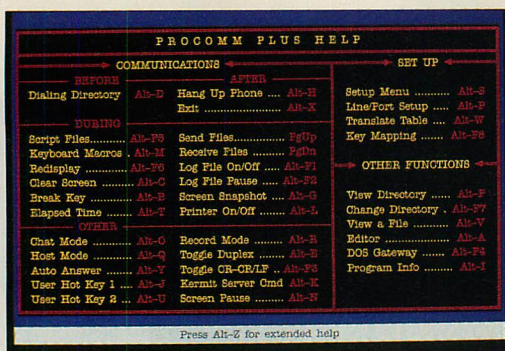 PROCOMM PLUS HELP
COMMUNICATIONS
BEFORE
AFTER
Dialing Directory Alt-D
Hang Up Phone .... Alt-H
Exit .............. Alt-X
DURING
Script Files......... Alt-F5
Send Files........ PgUp
Keyboard Macros . Alt-M
Receive Files ..... PgDn
Redisplay ......... Alt-F6
Log File On/Off .... Alt-F1
Clear Screen ...... Alt-C
Log File Pause .... Alt-F2
Break Key ........ Alt-B
Screen Snapshot .. Alt-G
Elapsed Time ..... Alt-T
Printer On/Off .... Alt-L
OTHER
Chat Mode ........ Alt-O
Record Mode ...... Alt-R
Host Mode ........ Alt-Q
Toggle Duplex ..... Alt-E
Auto Answer ...... Alt-Y
Toggle CR-CR/LF .. Alt-F3
User Hot Key 1 ... Alt-J
Kermit Server Cmd Alt-K
User Hot Key 2 ... Alt-U
Screen Pause ..... Alt-N
SET UP
Setup Menu ......... Alt-S
Line/Port Setup .... Alt-P
Translate Table .... Alt-W
Key Mapping ....... Alt-F8
OTHER FUNCTIONS
View Directory ..... Alt-F
Change Directory . Alt-F7
View a File ........ Alt-V
Editor ............. Alt-A
DOS Gateway ...... Alt-F4
Program Info ....... Alt-I
Press Alt-Z for extended help